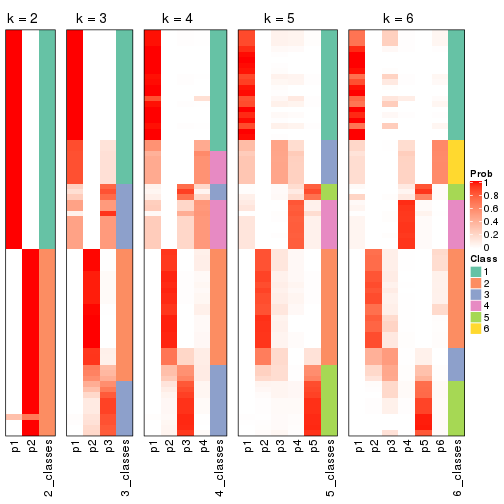 k = 2
k = 3
k = 4
k = 5
k = 6
Prob
1
0.8
0.6
0.4
0.2
0
Class
1
2
3
4
5
6
p1
p2
2_classes
p1
p2
p3
3_classes
p1
p2
p3
p4
4_classes
p1
p2
p3
p4
p5
5_classes
p1
p2
p3
p4
p5
p6
6_classes